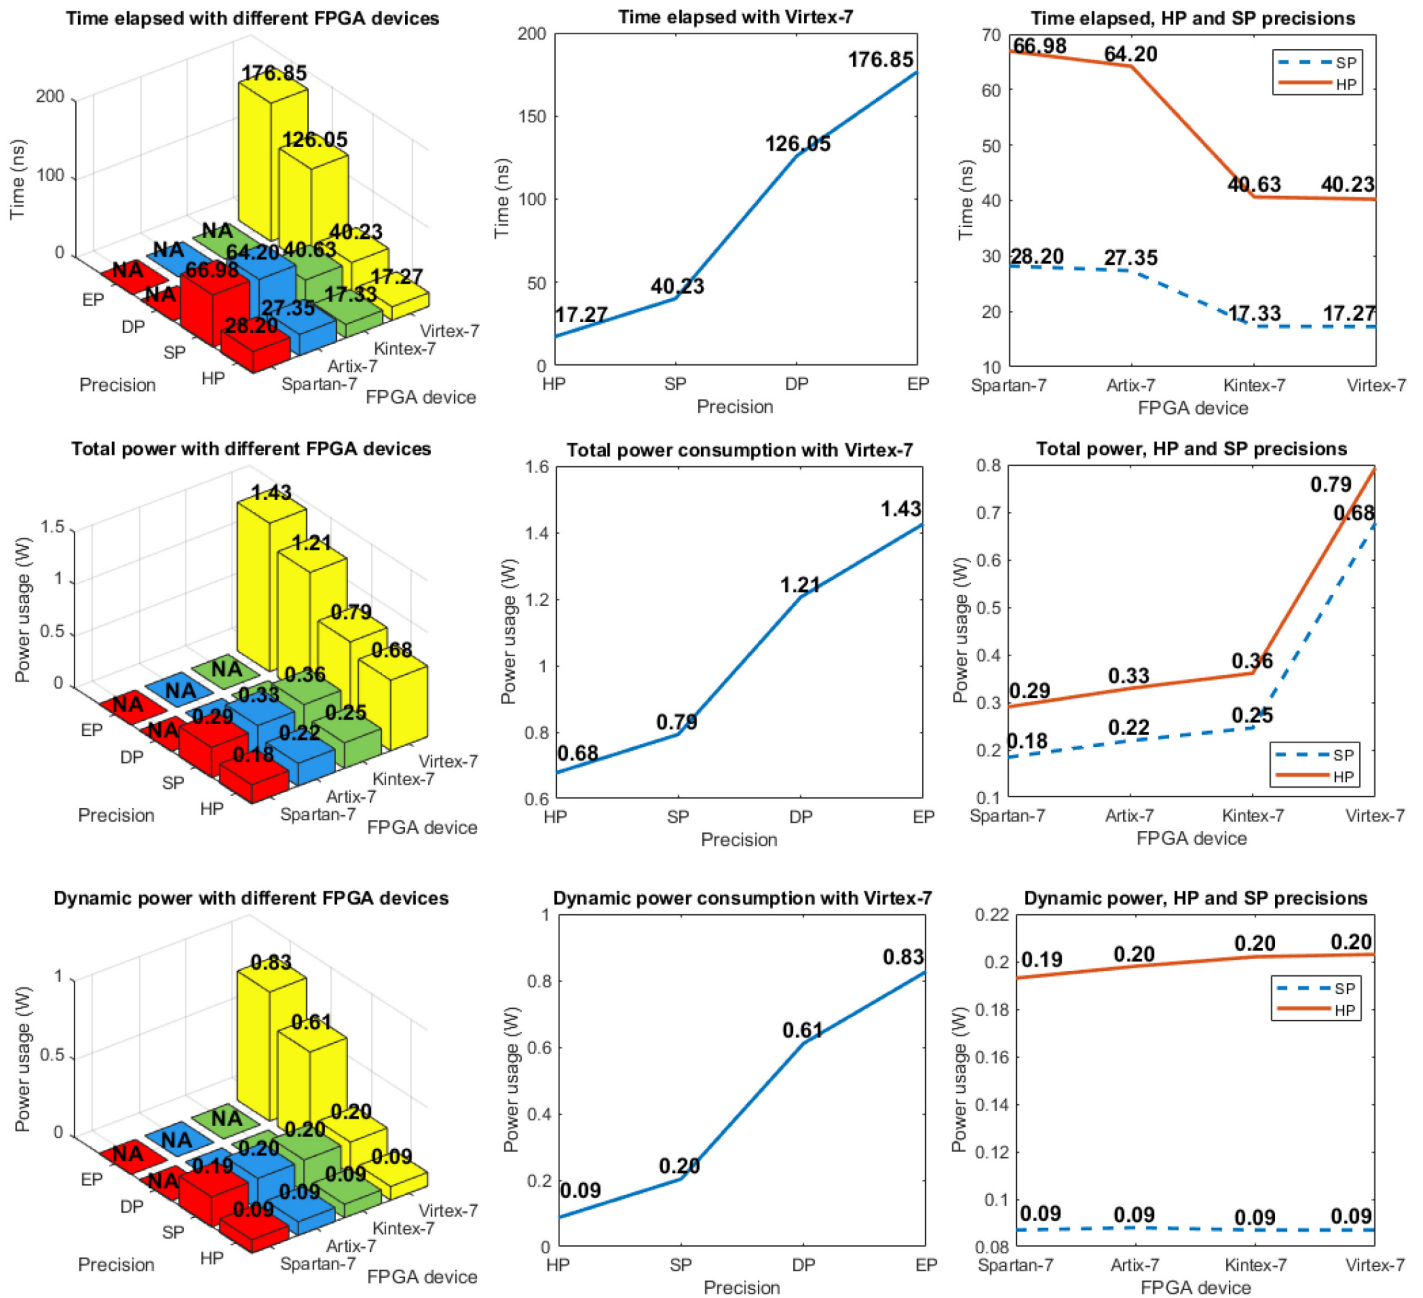 Time elapsed with different FPGA devices
200
100
0
Time (ns)
176.85
126.05
40.23
17.27
NA
NA
NA
NA
64.20
40.63
66.98
27.35
17.33
28.20
EP
DP
SP
HP
Precision
Virtex-7
Kintex-7
Artix-7
Spartan-7
FPGA device
Time elapsed with Virtex-7
200
150
100
50
0
Time (ns)
17.27
40.23
126.05
176.85
HP SP DP EP
Precision
Time elapsed, HP and SP precisions
70
60
50
40
30
20
10
Time (ns)
66.98
64.20
40.63
40.23
28.20
27.35
17.33
17.27
SP
HP
Spartan-7 Artix-7 Kintex-7 Virtex-7
FPGA device
Total power with different FPGA devices
1.5
1
0.5
0
Power usage (W)
1.43
1.21
0.79
0.68
NA
NA
NA
NA
0.36
0.33
0.29
0.25
0.22
0.18
EP
DP
SP
HP
Precision
Virtex-7
Kintex-7
Artix-7
Spartan-7
FPGA device
Total power consumption with Virtex-7
1.6
1.4
1.2
1
0.8
0.6
Power usage (W)
0.68
0.79
1.21
1.43
HP SP DP EP
Precision
Total power, HP and SP precisions
0.8
0.7
0.6
0.5
0.4
0.3
0.2
0.1
Power usage (W)
0.79
0.68
0.29
0.33
0.36
0.18
0.22
0.25
SP
HP
Spartan-7 Artix-7 Kintex-7 Virtex-7
FPGA device
Dynamic power with different FPGA devices
1
0.5
0
Power usage (W)
0.83
0.61
0.20
0.09
NA
NA
NA
NA
0.20
0.20
0.19
0.09
0.09
0.09
EP
DP
SP
HP
Precision
Virtex-7
Kintex-7
Artix-7
Spartan-7
FPGA device
Dynamic power consumption with Virtex-7
1
0.8
0.6
0.4
0.2
0
Power usage (W)
0.09
0.20
0.61
0.83
HP SP DP EP
Precision
Dynamic power, HP and SP precisions
0.22
0.2
0.18
0.16
0.14
0.12
0.1
0.08
Power usage (W)
0.19
0.20
0.20
0.20
0.09
0.09
0.09
0.09
SP
HP
Spartan-7 Artix-7 Kintex-7 Virtex-7
FPGA device